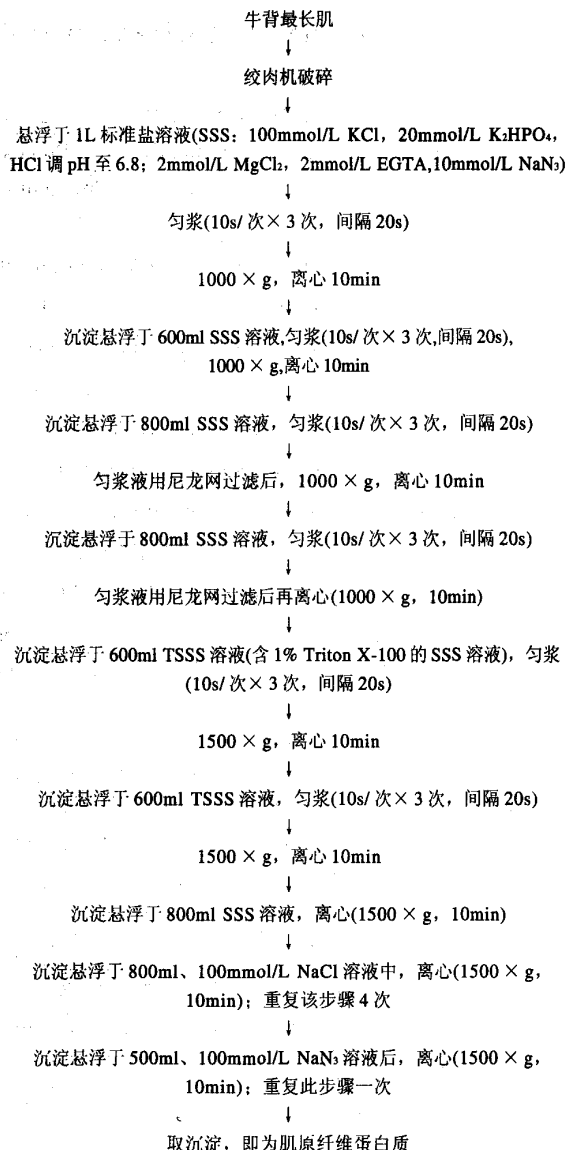 牛背最长肌
↓
绞肉机破碎
↓
悬浮于1L标准盐溶液(SSS：100mmol/L KCl，20mmol/L K₂HPO₄，
HCl调pH至6.8；2mmol/L MgCl₂，2mmol/L EGTA,10mmol/L NaN₃)
↓
匀浆(10s/次×3次，间隔20s)
↓
1000×g，离心10min
↓
沉淀悬浮于600ml SSS溶液,匀浆(10s/次×3次,间隔20s),
1000×g,离心10min
↓
沉淀悬浮于800ml SSS溶液，匀浆(10s/次×3次，间隔20s)
↓
匀浆液用尼龙网过滤后，1000×g，离心10min
↓
沉淀悬浮于800ml SSS溶液，匀浆(10s/次×3次，间隔20s)
↓
匀浆液用尼龙网过滤后再离心(1000×g，10min)
↓
沉淀悬浮于600ml TSSS溶液(含1% Triton X-100的SSS溶液)，匀浆
(10s/次×3次，间隔20s)
↓
1500×g，离心10min
↓
沉淀悬浮于600ml TSSS溶液，匀浆(10s/次×3次，间隔20s)
↓
1500×g，离心10min
↓
沉淀悬浮于800ml SSS溶液，离心(1500×g，10min)
↓
沉淀悬浮于800ml、100mmol/L NaCl溶液中，离心(1500×g，
10min)；重复该步骤4次
↓
沉淀悬浮于500ml、100mmol/L NaN₃溶液后，离心(1500×g，
10min)；重复此步骤一次
↓
取沉淀，即为肌原纤维蛋白质